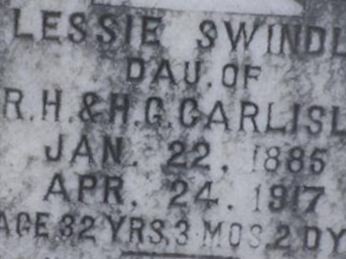 LESSIE SWINDL
DAU. OF
R. H. & H. G. CARLISL
JAN. 22. 1885
APR. 24. 1917
AGE 32 YRS. 3 MOS. 2 DY